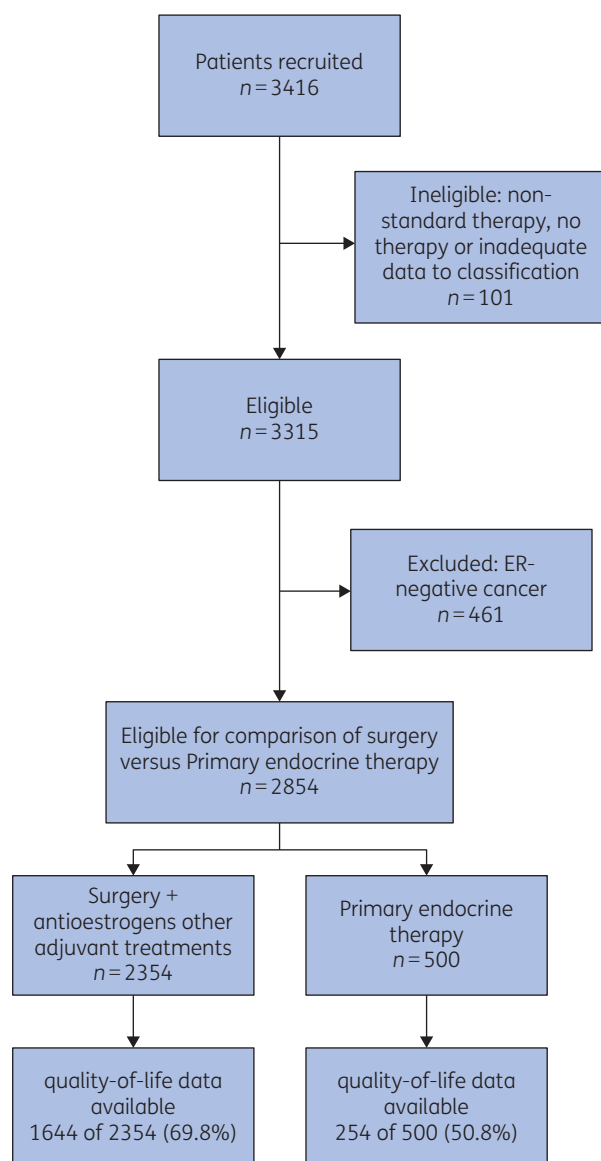 Patients recruited
n = 3416
Ineligible: non-
standard therapy, no
therapy or inadequate
data to classification
n = 101
Eligible
n = 3315
Excluded: ER-
negative cancer
n = 461
Eligible for comparison of surgery
versus Primary endocrine therapy
n = 2854
Surgery +
antioestrogens other
adjuvant treatments
n = 2354
Primary endocrine
therapy
n = 500
quality-of-life data
available
1644 of 2354 (69.8%)
quality-of-life data
available
254 of 500 (50.8%)